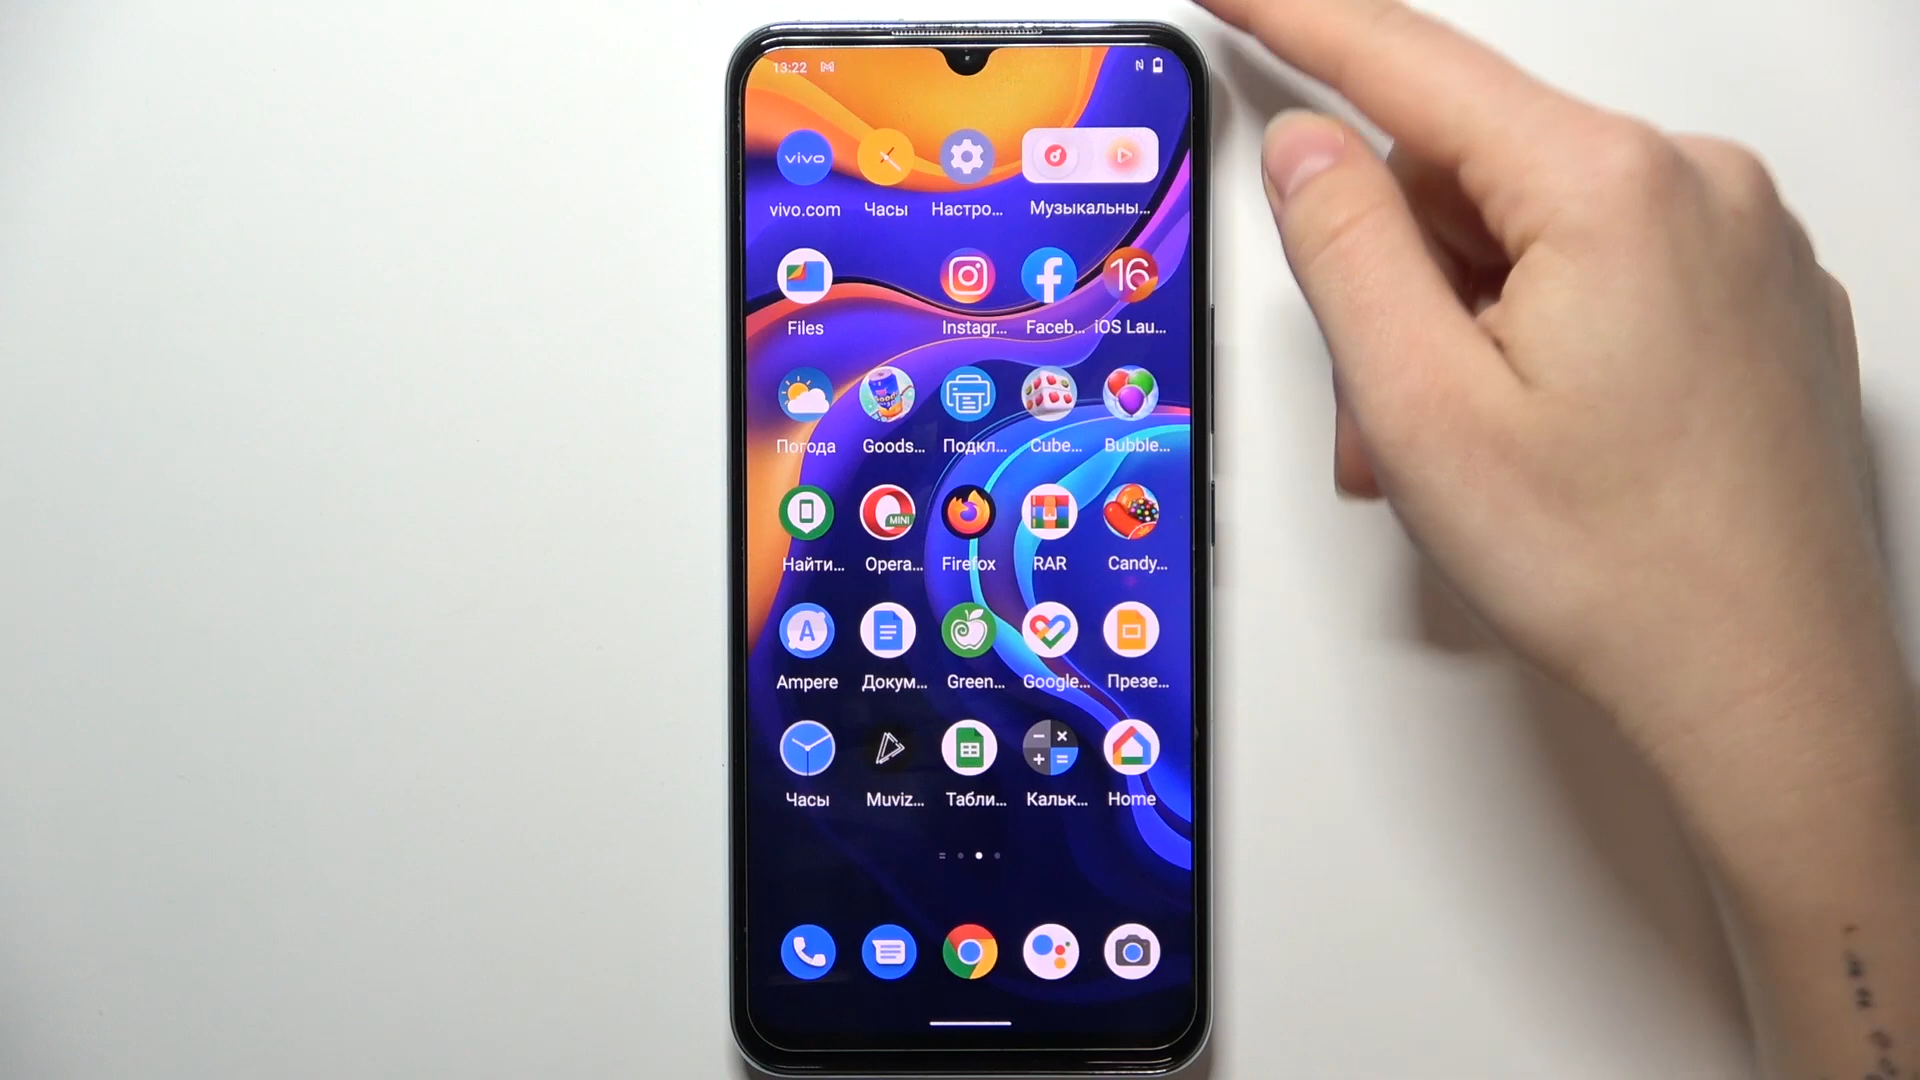 13:22
vivo
vivo.com Часы Настро... Музыкальны...
16
Files Instagr... Faceb... iOS Lau...
Погода Goods... Подкл... Cube... Bubble...
MINI
Найти... Opera... Firefox RAR Candy...
A
Ampere Докум... Green... Google... Презе...
Часы Muviz... Табли... Кальк... Home